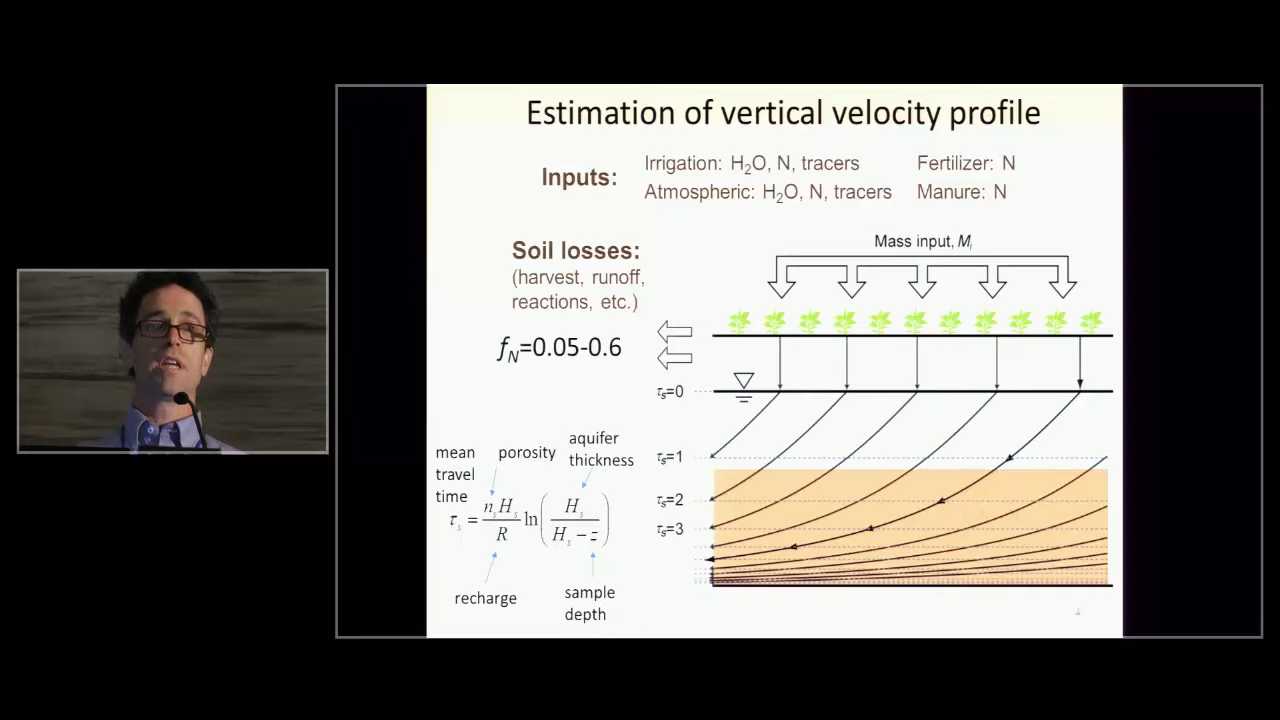 Estimation of vertical velocity profile
Inputs:
Irrigation: H₂O, N, tracers
Fertilizer: N
Atmospheric: H₂O, N, tracers
Manure: N
Soil losses:
(harvest, runoff,
reactions, etc.)
fN=0.05-0.6
Mass input, Mi
τs=0
τs=1
τs=2
τs=3
mean
travel
time
porosity
aquifer
thickness
τs = nsHs/R ln(Hs/(Hs − z))
recharge
sample
depth
4